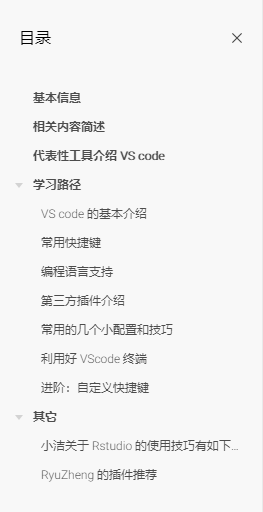 目录
基本信息
相关内容简述
代表性工具介绍 VS code
学习路径
VS code 的基本介绍
常用快捷键
编程语言支持
第三方插件介绍
常用的几个小配置和技巧
利用好 VScode 终端
进阶：自定义快捷键
其它
小洁关于 Rstudio 的使用技巧有如下...
RyuZheng 的插件推荐